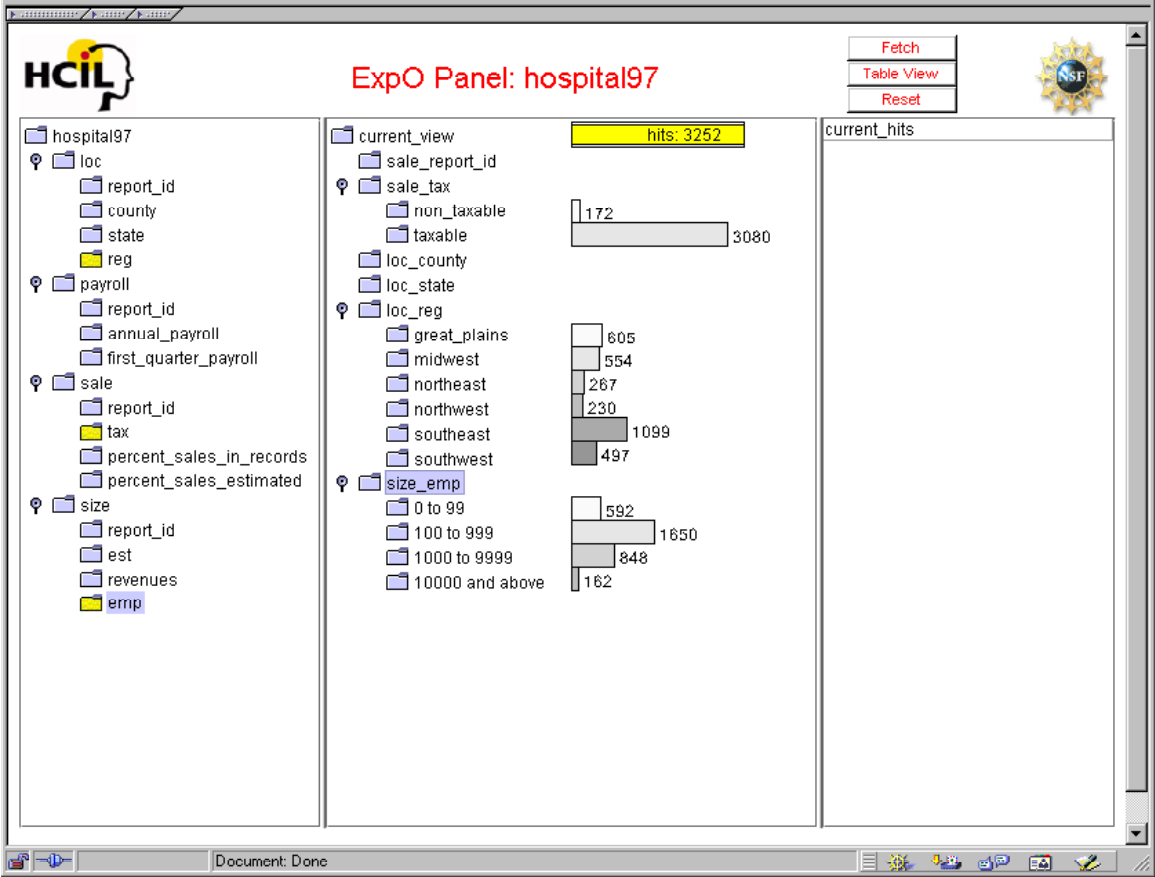 HCIL
ExpO Panel: hospital97
Fetch
Table View
Reset
NSF
hospital97
loc
report_id
county
state
reg
payroll
report_id
annual_payroll
first_quarter_payroll
sale
report_id
tax
percent_sales_in_records
percent_sales_estimated
size
report_id
est
revenues
emp
current_view hits: 3252
sale_report_id
sale_tax
non_taxable 172
taxable 3080
loc_county
loc_state
loc_reg
great_plains 605
midwest 554
northeast 267
northwest 230
southeast 1099
southwest 497
size_emp
0 to 99 592
100 to 999 1650
1000 to 9999 848
10000 and above 162
current_hits
Document: Done